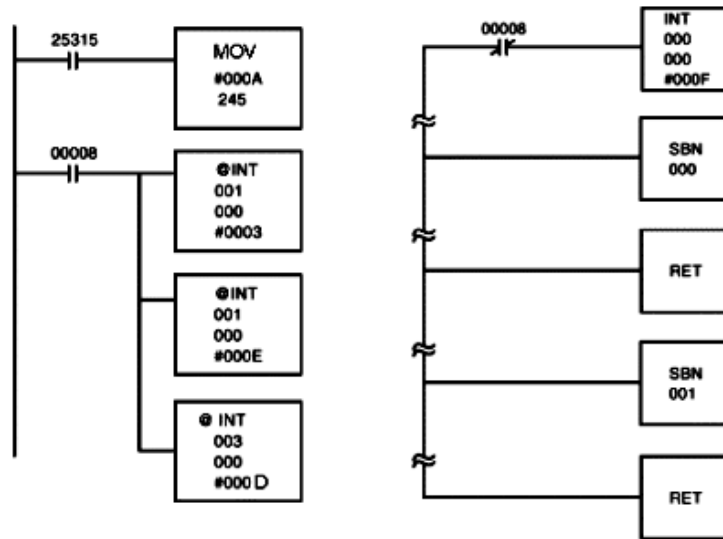 25315
MOV
#000A
245
00008
@INT
001
000
#0003
@INT
001
000
#000E
@ INT
003
000
#000D
00008
INT
000
000
#000F
SBN
000
RET
SBN
001
RET